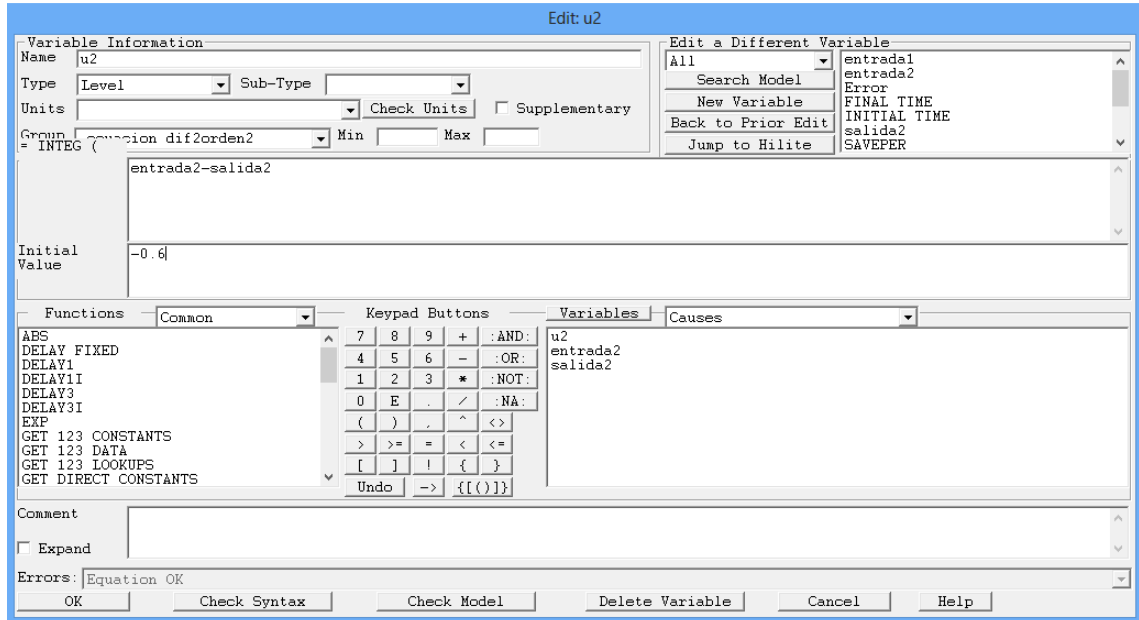 Edit: u2
Variable Information
Name u2
Type Level Sub-Type
Units Check Units Supplementary
Group dif2orden2 Min Max
= INTEG (
entrada2-salida2
Initial Value
-0.6
Edit a Different Variable
All
Search Model
New Variable
Back to Prior Edit
Jump to Hilite
entrada1
entrada2
Error
FINAL TIME
INITIAL TIME
salida2
SAVEPER
Functions Common
ABS
DELAY FIXED
DELAY1
DELAY1I
DELAY3
DELAY3I
EXP
GET 123 CONSTANTS
GET 123 DATA
GET 123 LOOKUPS
GET DIRECT CONSTANTS
Keypad Buttons
7 8 9 + :AND:
4 5 6 - :OR:
1 2 3 * :NOT:
0 E . / :NA:
( ) , ^ <>
> >= = < <=
[ ] ! { }
Undo -> {[()]}
Variables Causes
u2
entrada2
salida2
Comment
Expand
Errors: Equation OK
OK Check Syntax Check Model Delete Variable Cancel Help